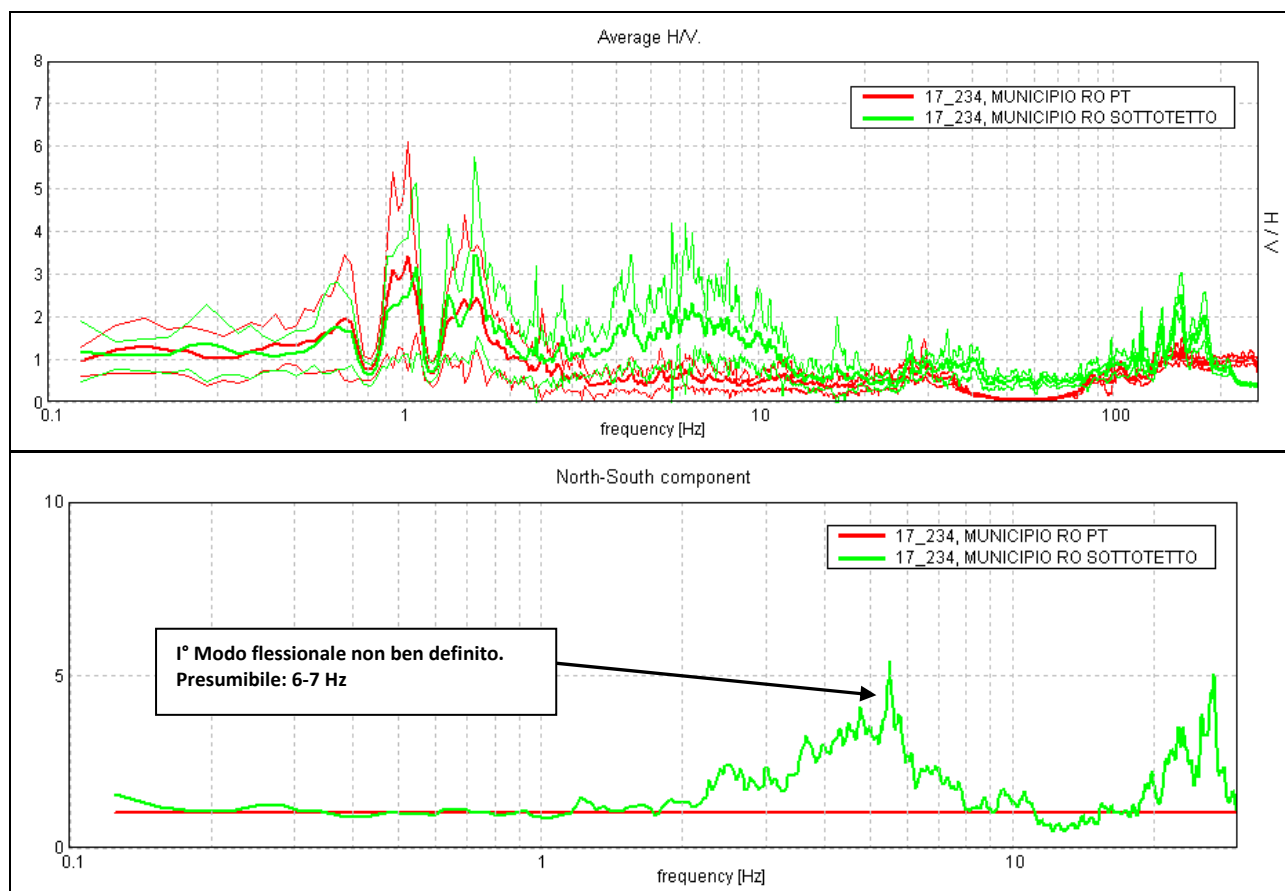 Average H/V.
8
7
6
5
4
3
2
1
0
17_234, MUNICIPIO RO PT
17_234, MUNICIPIO RO SOTTOTETTO
H / V
0.1
1
10
100
frequency [Hz]
North-South component
10
5
0
17_234, MUNICIPIO RO PT
17_234, MUNICIPIO RO SOTTOTETTO
I° Modo flessionale non ben definito.
Presumibile: 6-7 Hz
0.1
1
10
frequency [Hz]